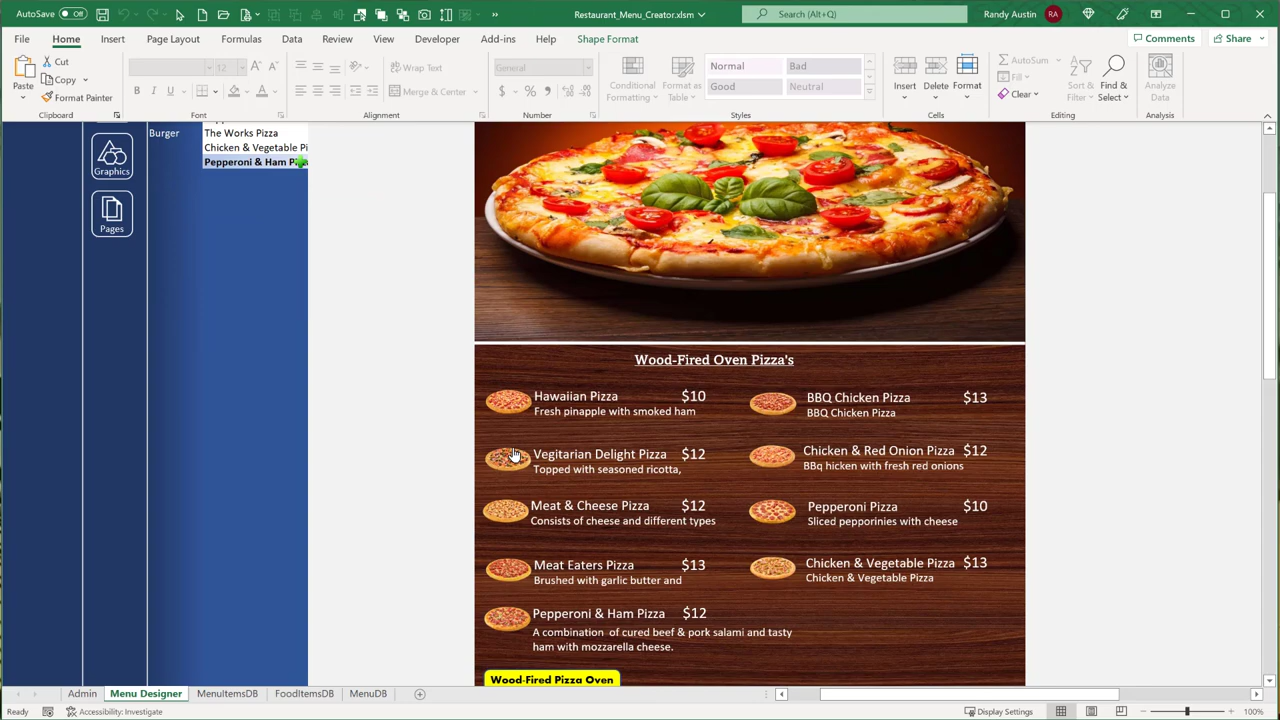 AutoSave Off
Restaurant_Menu_Creator.xlsm
Search (Alt+Q)
Randy Austin
RA
File Home Insert Page Layout Formulas Data Review View Developer Add-ins Help Shape Format
Comments Share
Paste
Cut
Copy
Format Painter
Clipboard
12
B I U
Font
Wrap Text
Merge & Center
Alignment
General
$ %
Number
Conditional Formatting
Format as Table
Normal Bad
Good Neutral
Styles
Insert
Delete
Format
Cells
AutoSum
Fill
Clear
Sort & Filter
Find & Select
Editing
Analyze Data
Analysis
Graphics
Pages
Burger
The Works Pizza
Chicken & Vegetable Pi
Pepperoni & Ham
Wood-Fired Oven Pizza's
Hawaiian Pizza $10
Fresh pinapple with smoked ham
Vegitarian Delight Pizza $12
Topped with seasoned ricotta,
Meat & Cheese Pizza $12
Consists of cheese and different types
Meat Eaters Pizza $13
Brushed with garlic butter and
Pepperoni & Ham Pizza $12
A combination of cured beef & pork salami and tasty
ham with mozzarella cheese.
BBQ Chicken Pizza $13
BBQ Chicken Pizza
Chicken & Red Onion Pizza $12
BBq hicken with fresh red onions
Pepperoni Pizza $10
Sliced pepporinies with cheese
Chicken & Vegetable Pizza $13
Chicken & Vegetable Pizza
Wood-Fired Pizza Oven
Admin Menu Designer MenuItemsDB FoodItemsDB MenuDB
Ready
Accessibility: Investigate
Display Settings
100%